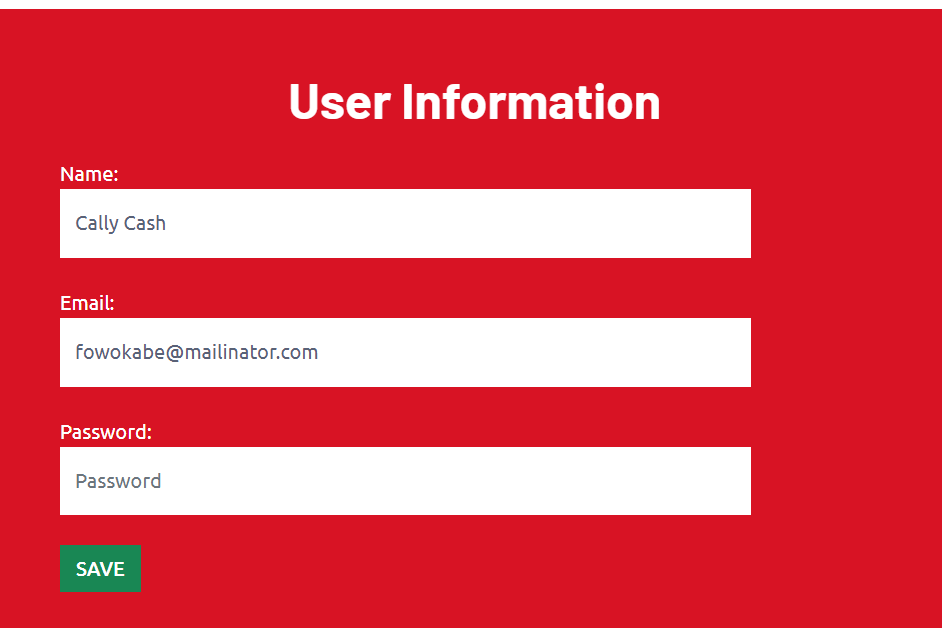 User Information
Name:
Cally Cash
Email:
fowokabe@mailinator.com
Password:
Password
SAVE